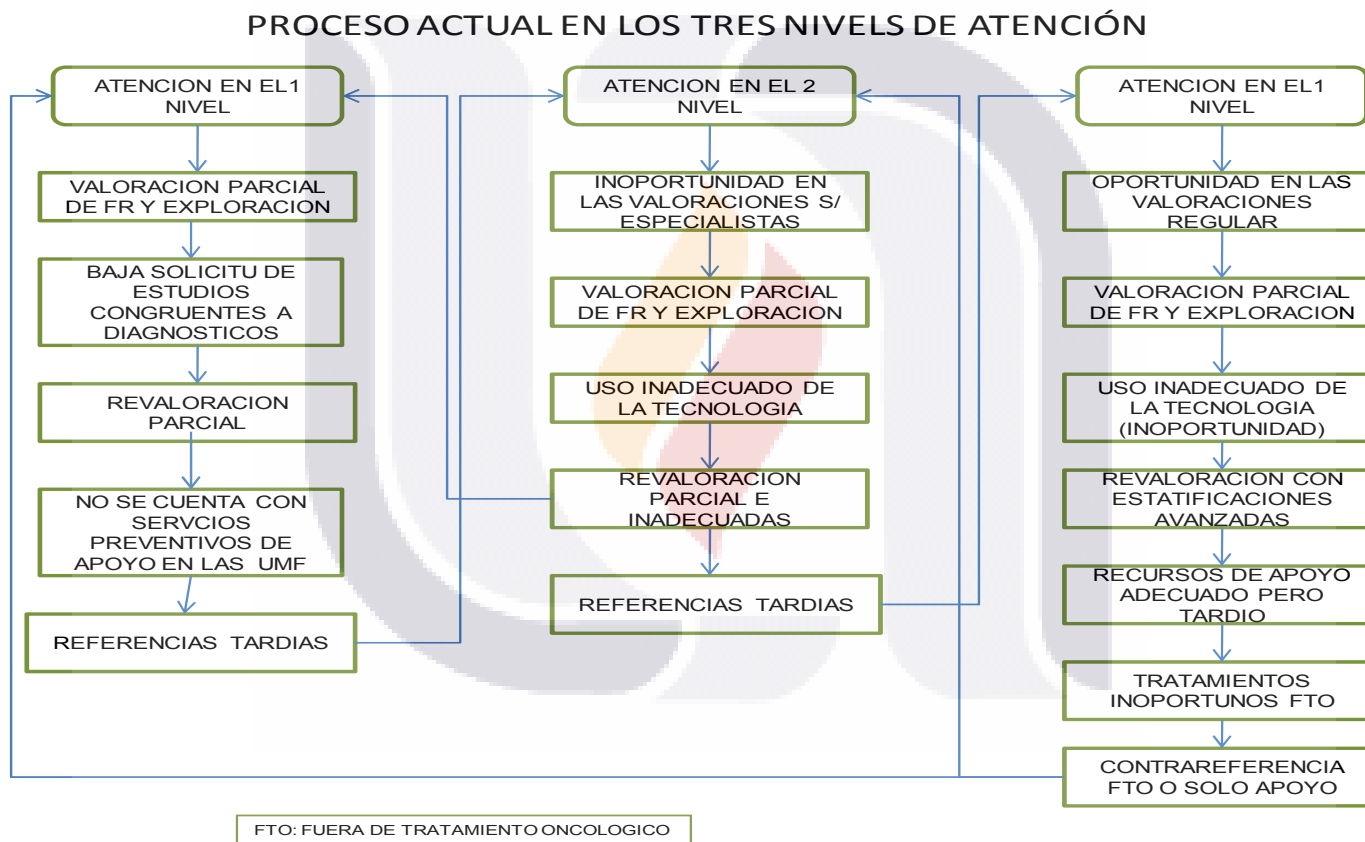 PROCESO ACTUAL EN LOS TRES NIVELS DE ATENCIÓN
ATENCION EN EL1
NIVEL
VALORACION PARCIAL
DE FR Y EXPLORACION
BAJA SOLICITU DE
ESTUDIOS
CONGRUENTES A
DIAGNOSTICOS
REVALORACION
PARCIAL
NO SE CUENTA CON
SERVCIOS
PREVENTIVOS DE
APOYO EN LAS UMF
REFERENCIAS TARDIAS
ATENCION EN EL 2
NIVEL
INOPORTUNIDAD EN
LAS VALORACIONES S/
ESPECIALISTAS
VALORACION PARCIAL
DE FR Y EXPLORACION
USO INADECUADO DE
LA TECNOLOGIA
REVALORACION
PARCIAL E
INADECUADAS
REFERENCIAS TARDIAS
ATENCION EN EL1
NIVEL
OPORTUNIDAD EN LAS
VALORACIONES
REGULAR
VALORACION PARCIAL
DE FR Y EXPLORACION
USO INADECUADO DE
LA TECNOLOGIA
(INOPORTUNIDAD)
REVALORACION CON
ESTATIFICACIONES
AVANZADAS
RECURSOS DE APOYO
ADECUADO PERO
TARDIO
TRATAMIENTOS
INOPORTUNOS FTO
CONTRAREFERENCIA
FTO O SOLO APOYO
FTO: FUERA DE TRATAMIENTO ONCOLOGICO